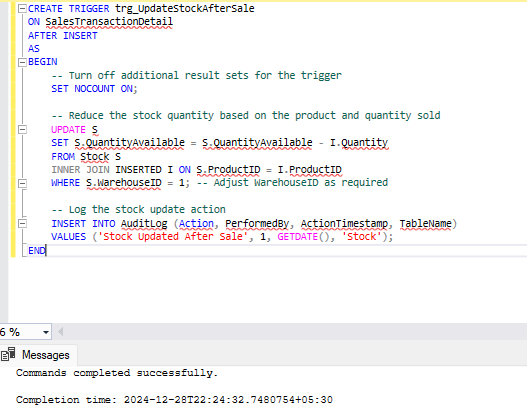 CREATE TRIGGER trg_UpdateStockAfterSale
ON SalesTransactionDetail
AFTER INSERT
AS
BEGIN
-- Turn off additional result sets for the trigger
SET NOCOUNT ON;
-- Reduce the stock quantity based on the product and quantity sold
UPDATE S
SET S.QuantityAvailable = S.QuantityAvailable - I.Quantity
FROM Stock S
INNER JOIN INSERTED I ON S.ProductID = I.ProductID
WHERE S.WarehouseID = 1; -- Adjust WarehouseID as required
-- Log the stock update action
INSERT INTO AuditLog (Action, PerformedBy, ActionTimestamp, TableName)
VALUES ('Stock Updated After Sale', 1, GETDATE(), 'Stock');
END
6 %
Messages
Commands completed successfully.
Completion time: 2024-12-28T22:24:32.7480754+05:30